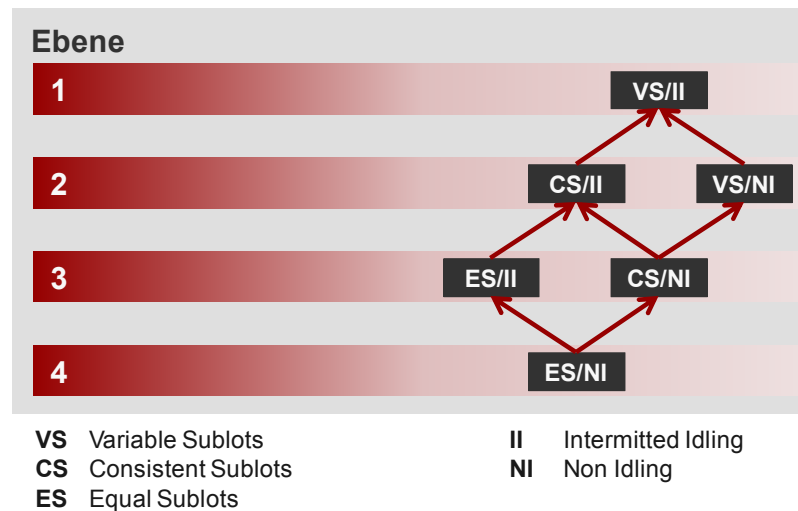 Ebene
1 VS/II
2 CS/II VS/NI
3 ES/II CS/NI
4 ES/NI
VS Variable Sublots II Intermitted Idling
CS Consistent Sublots NI Non Idling
ES Equal Sublots